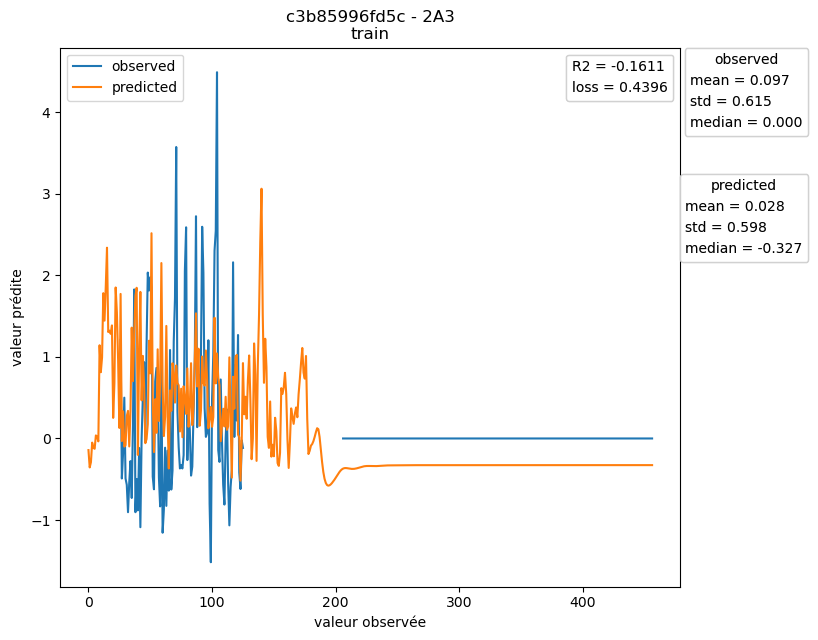 c3b85996fd5c - 2A3
train
observed
predicted
R2 = -0.1611
loss = 0.4396
observed
mean = 0.097
std = 0.615
median = 0.000
predicted
mean = 0.028
std = 0.598
median = -0.327
valeur prédite
4
3
2
1
0
−1
0
100
200
300
400
valeur observée